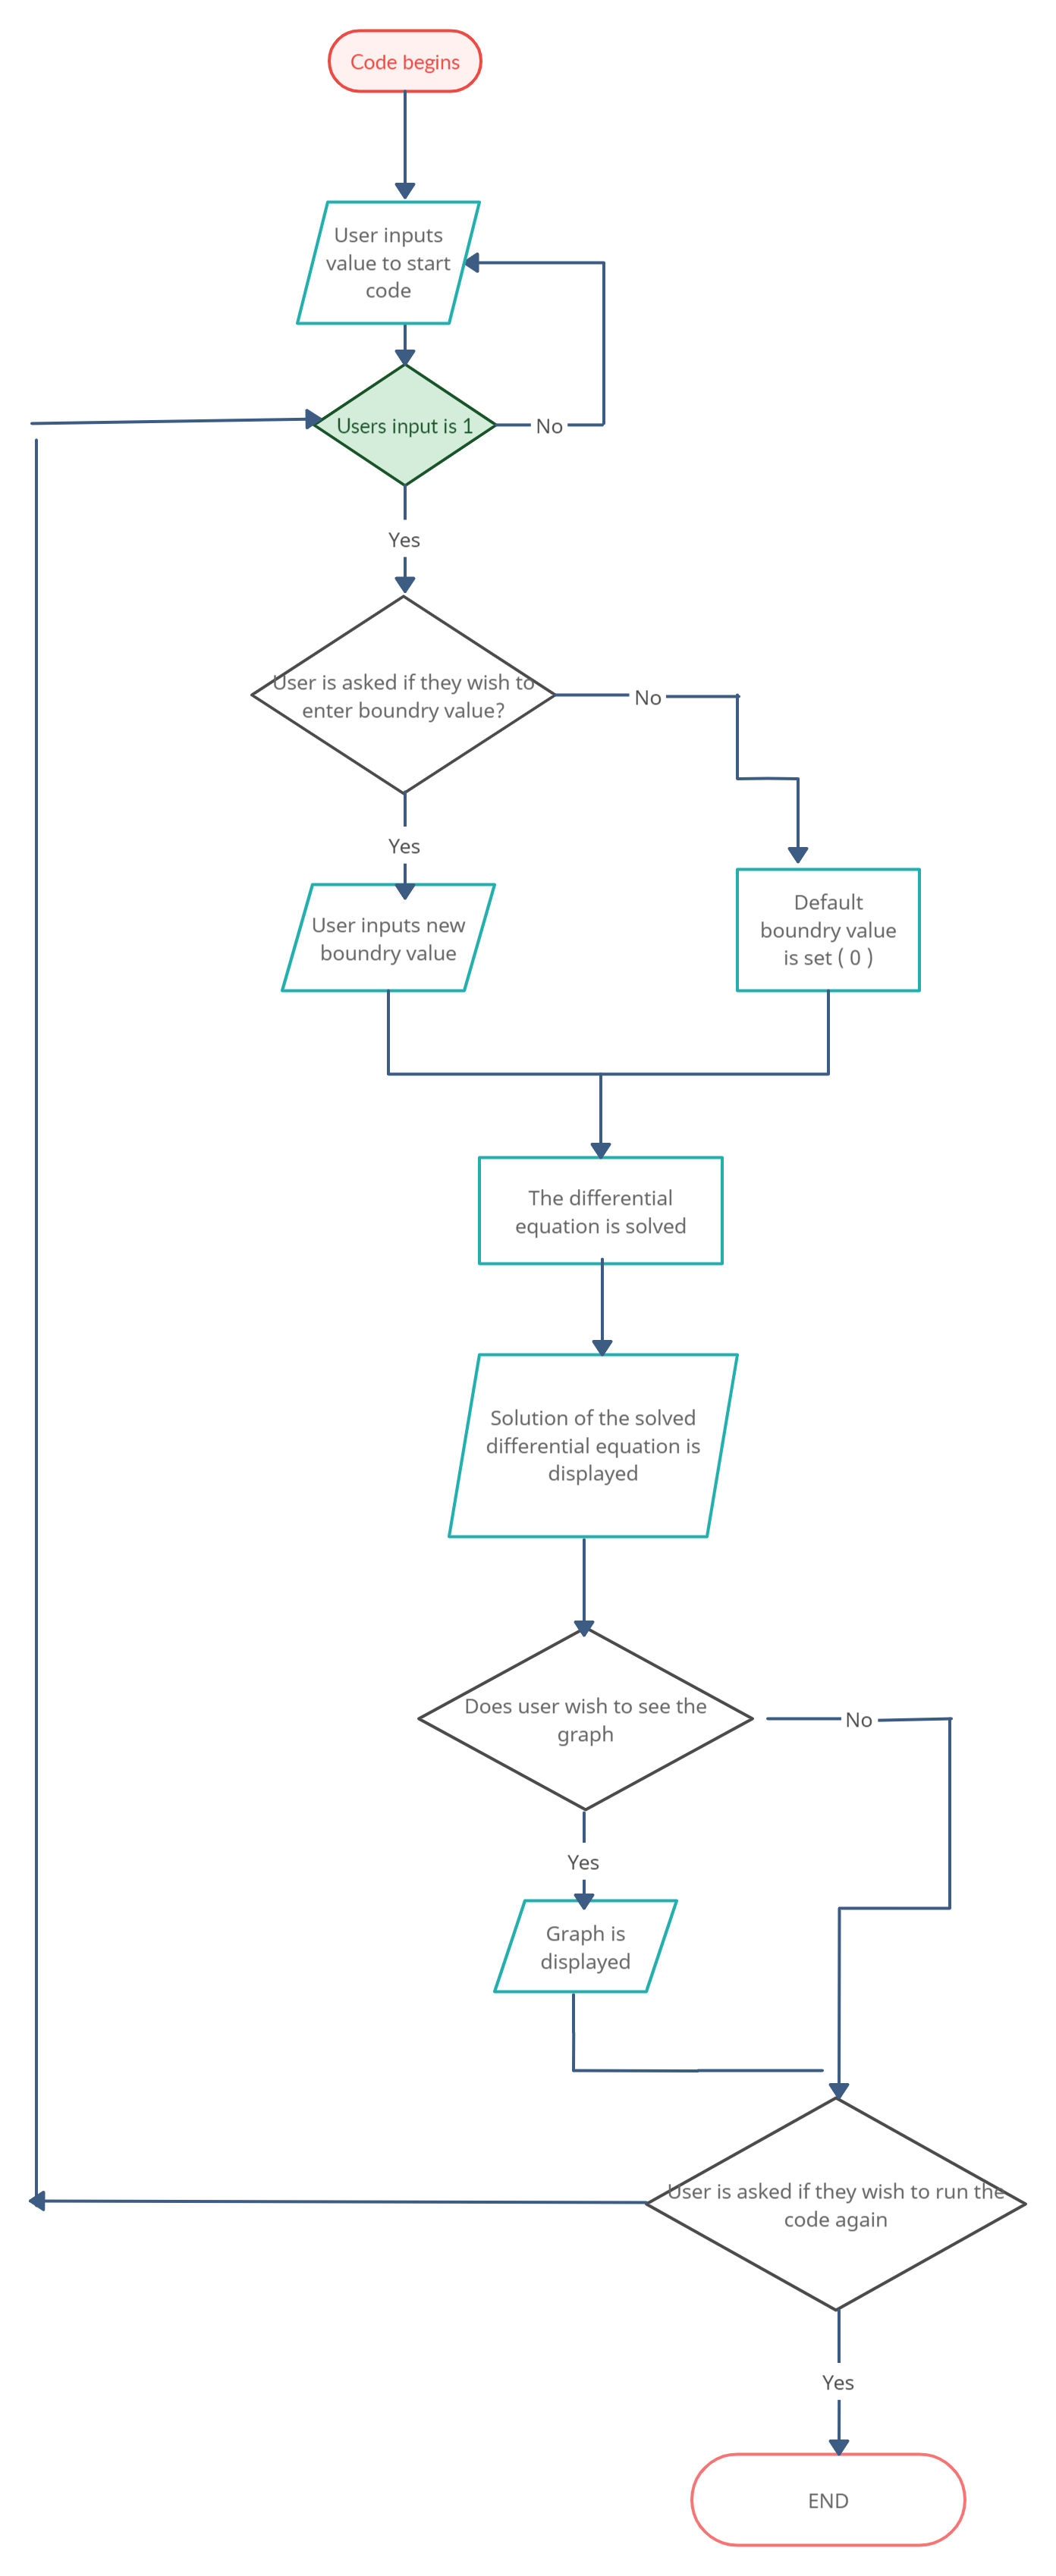 Code begins
User inputs
value to start
code
Users input is 1
No
Yes
User is asked if they wish to
enter boundry value?
No
Yes
User inputs new
boundry value
Default
boundry value
is set ( 0 )
The differential
equation is solved
Solution of the solved
differential equation is
displayed
Does user wish to see the
graph
No
Yes
Graph is
displayed
User is asked if they wish to run the
code again
Yes
END